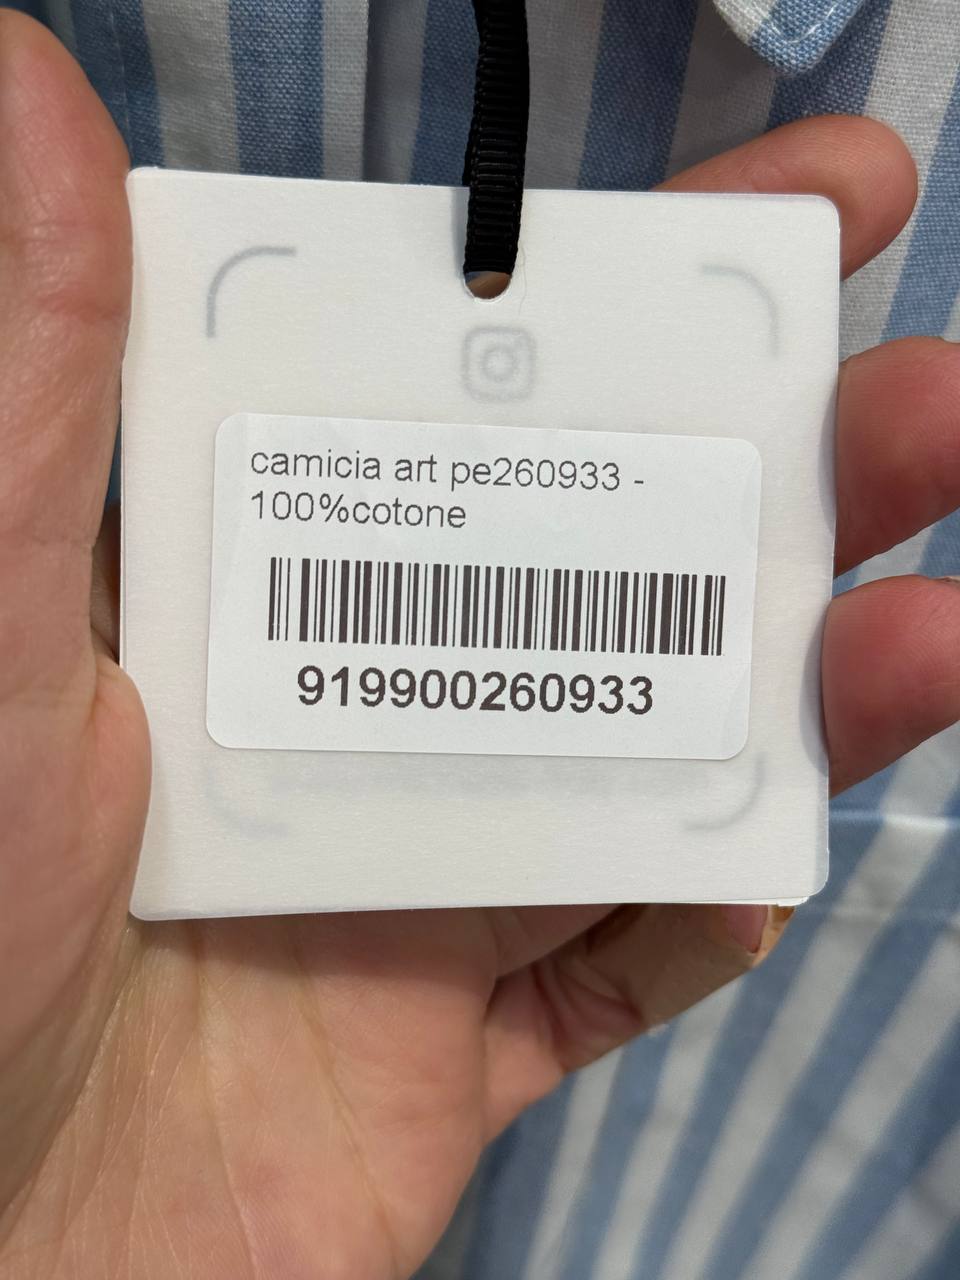 camicia art pe260933 -
100%cotone
919900260933